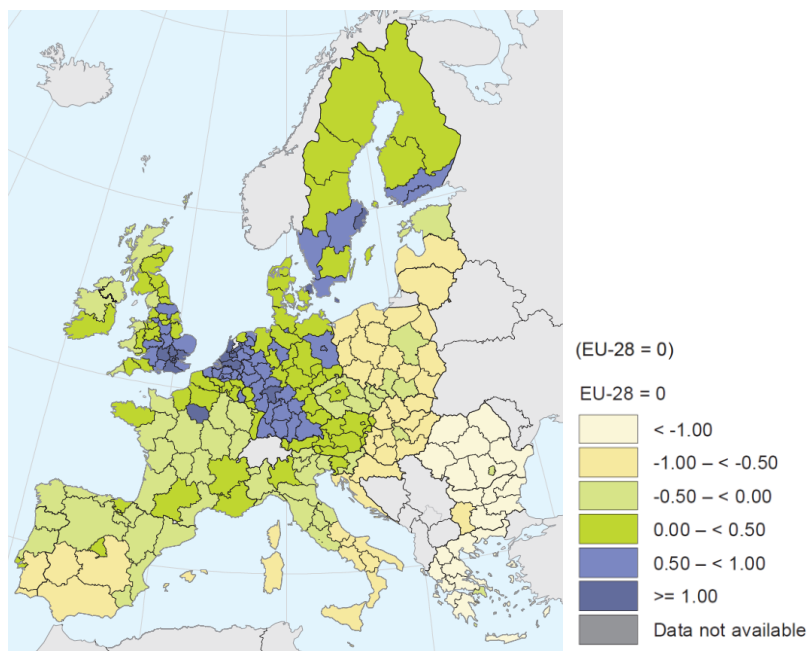 (EU-28 = 0)
EU-28 = 0
< -1.00
-1.00 – < -0.50
-0.50 – < 0.00
0.00 – < 0.50
0.50 – < 1.00
>= 1.00
Data not available